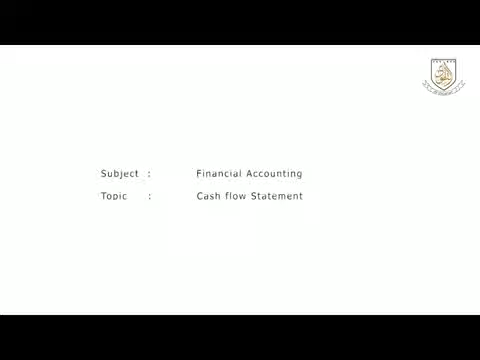 Subject : Financial Accounting
Topic : Cash flow Statement